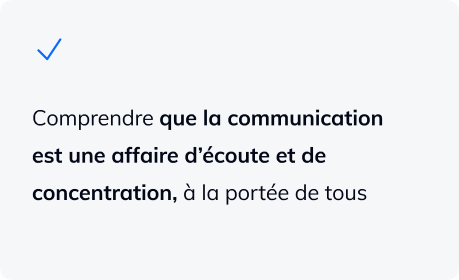 Comprendre que la communication
est une affaire d’écoute et de
concentration, à la portée de tous